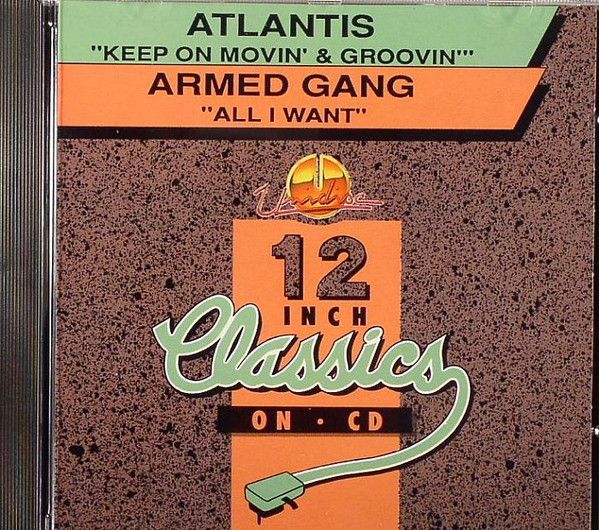 ATLANTIS
"KEEP ON MOVIN' & GROOVIN'"
ARMED GANG
"ALL I WANT"
U
Unidisc
12
INCH
Classics
ON · CD